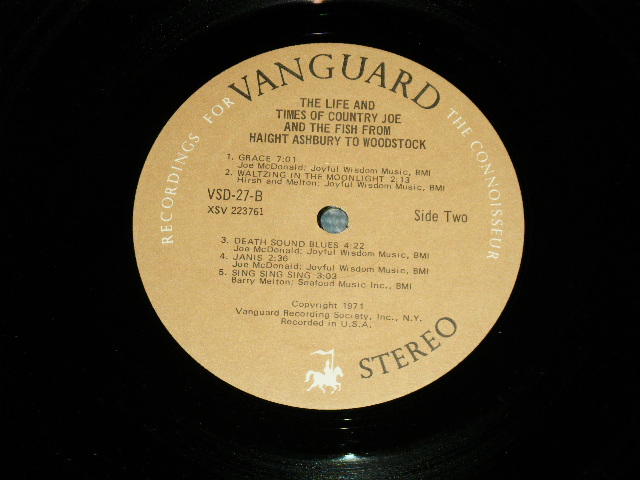 RECORDINGS FOR VANGUARD THE CONNOISSEUR
THE LIFE AND
TIMES OF COUNTRY JOE
AND THE FISH FROM
HAIGHT ASHBURY TO WOODSTOCK
1. GRACE 7:01
Joe McDonald; Joyful Wisdom Music, BMI
2. WALTZING IN THE MOONLIGHT 2:13
Hirsh and Melton; Joyful Wisdom Music, BMI
VSD-27-B
XSV 223761
Side Two
3. DEATH SOUND BLUES 4:22
Joe McDonald; Joyful Wisdom Music, BMI
4. JANIS 2:36
Joe McDonald; Joyful Wisdom Music, BMI
5. SING SING SING 3:03
Barry Melton; Seafood Music Inc., BMI
Copyright 1971
Vanguard Recording Society, Inc., N.Y.
Recorded in U.S.A.
STEREO